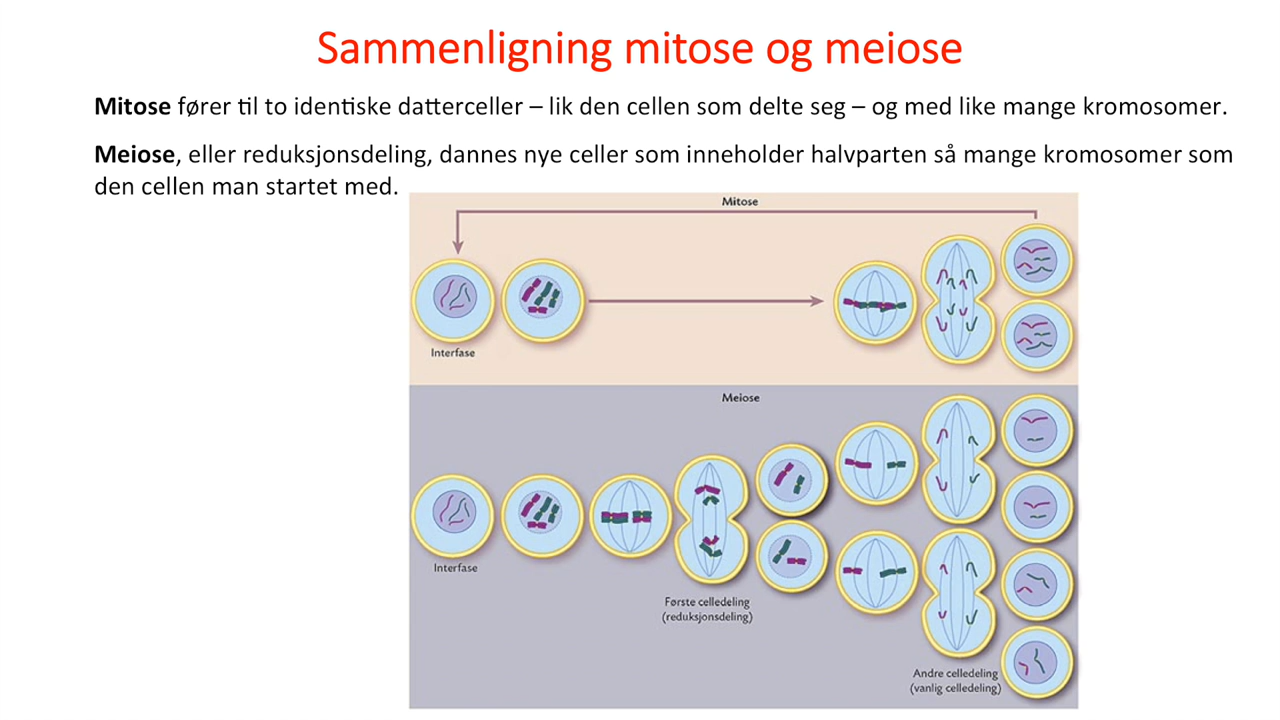 Sammenligning mitose og meiose
Mitose fører til to identiske datterceller – lik den cellen som delte seg – og med like mange kromosomer.
Meiose, eller reduksjonsdeling, dannes nye celler som inneholder halvparten så mange kromosomer som
den cellen man startet med.
Mitose
Interfase
Meiose
Interfase
Første celledeling
(reduksjonsdeling)
Andre celledeling
(vanlig celledeling)